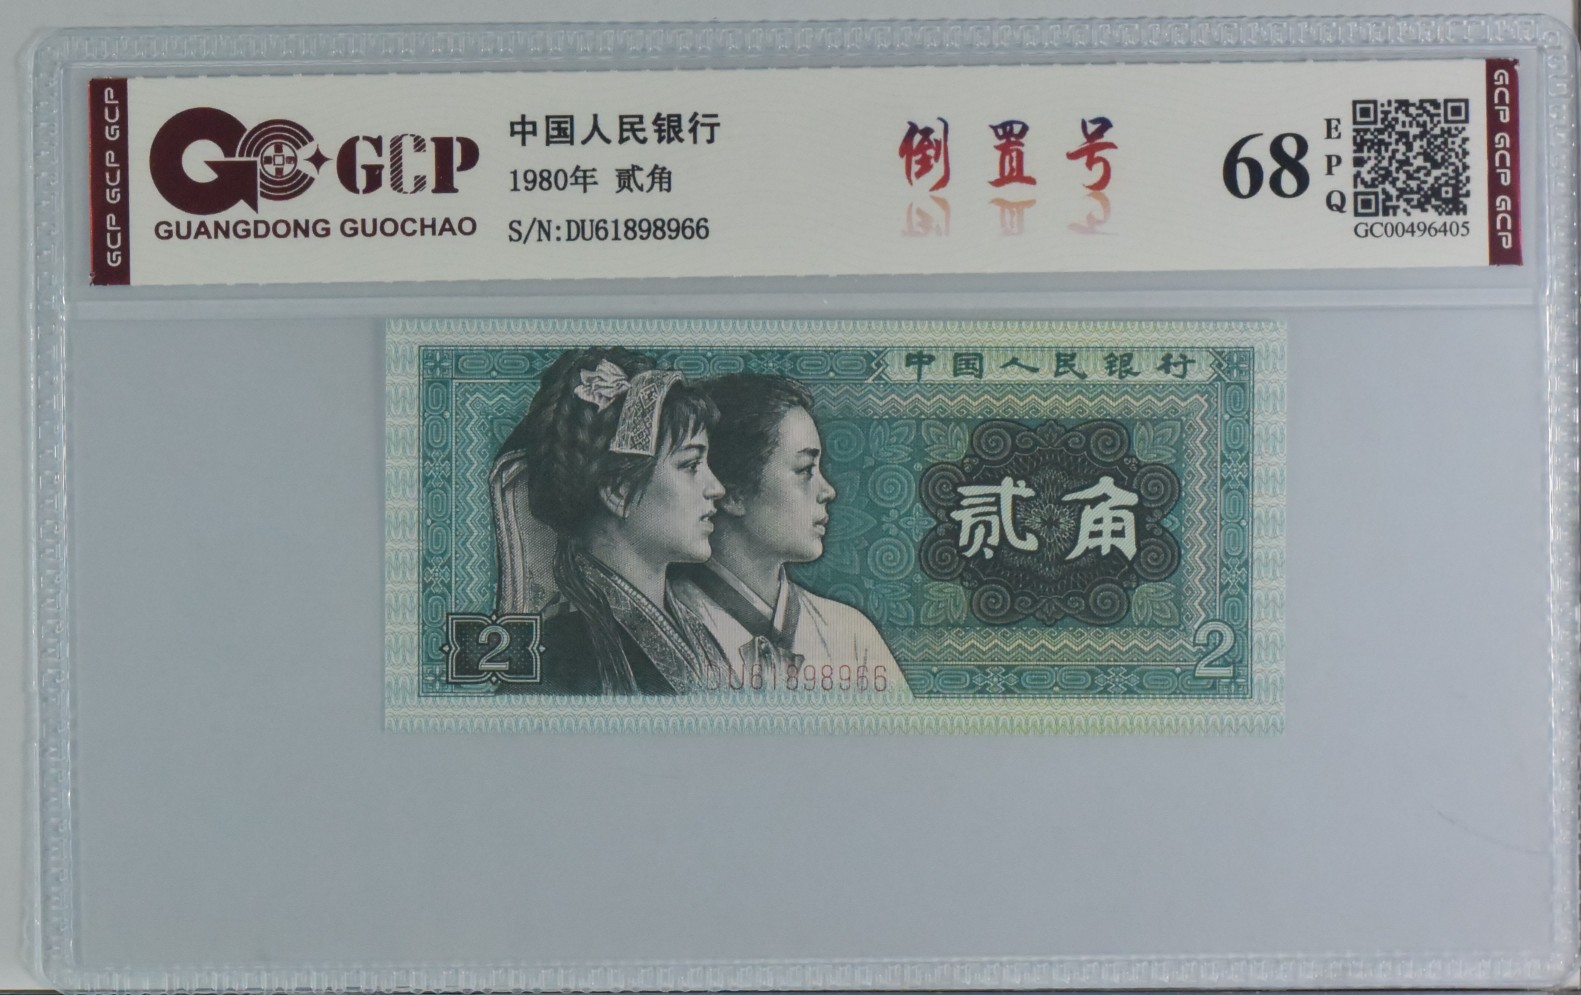 GCP GCP GCP
GCP
GUANGDONG GUOCHAO
中国人民银行
1980年 贰角
S/N:DU61898966
倒置号
68
EPQ
GC00496405
GCP GCP GCP
中国人民银行
贰角
2
2
DU61898966